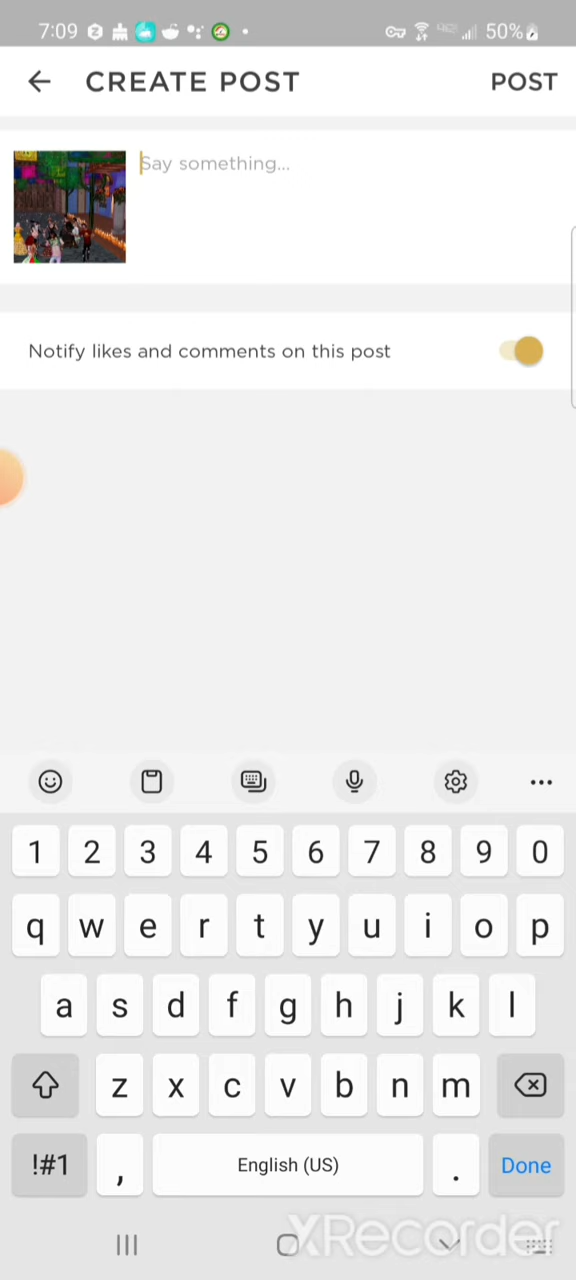 7:09 50%
CREATE POST POST
Say something...
Notify likes and comments on this post
1 2 3 4 5 6 7 8 9 0
q w e r t y u i o p
a s d f g h j k l
z x c v b n m
!#1 , English (US) . Done
XRecorder